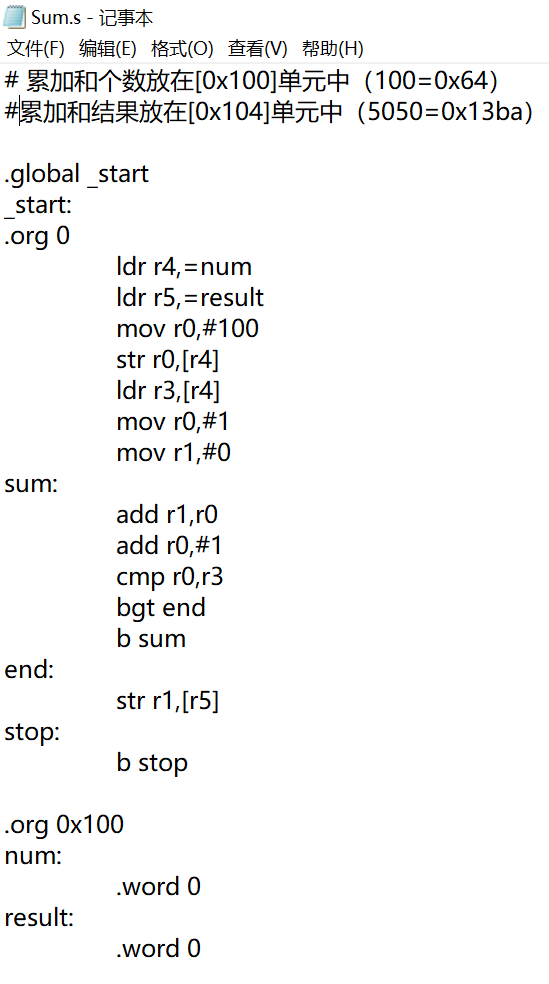 Sum.s - 记事本
文件(F) 编辑(E) 格式(O) 查看(V) 帮助(H)
# 累加和个数放在[0x100]单元中（100=0x64）
#累加和结果放在[0x104]单元中（5050=0x13ba）
.global _start
_start:
.org 0
ldr r4,=num
ldr r5,=result
mov r0,#100
str r0,[r4]
ldr r3,[r4]
mov r0,#1
mov r1,#0
sum:
add r1,r0
add r0,#1
cmp r0,r3
bgt end
b sum
end:
str r1,[r5]
stop:
b stop
.org 0x100
num:
.word 0
result:
.word 0